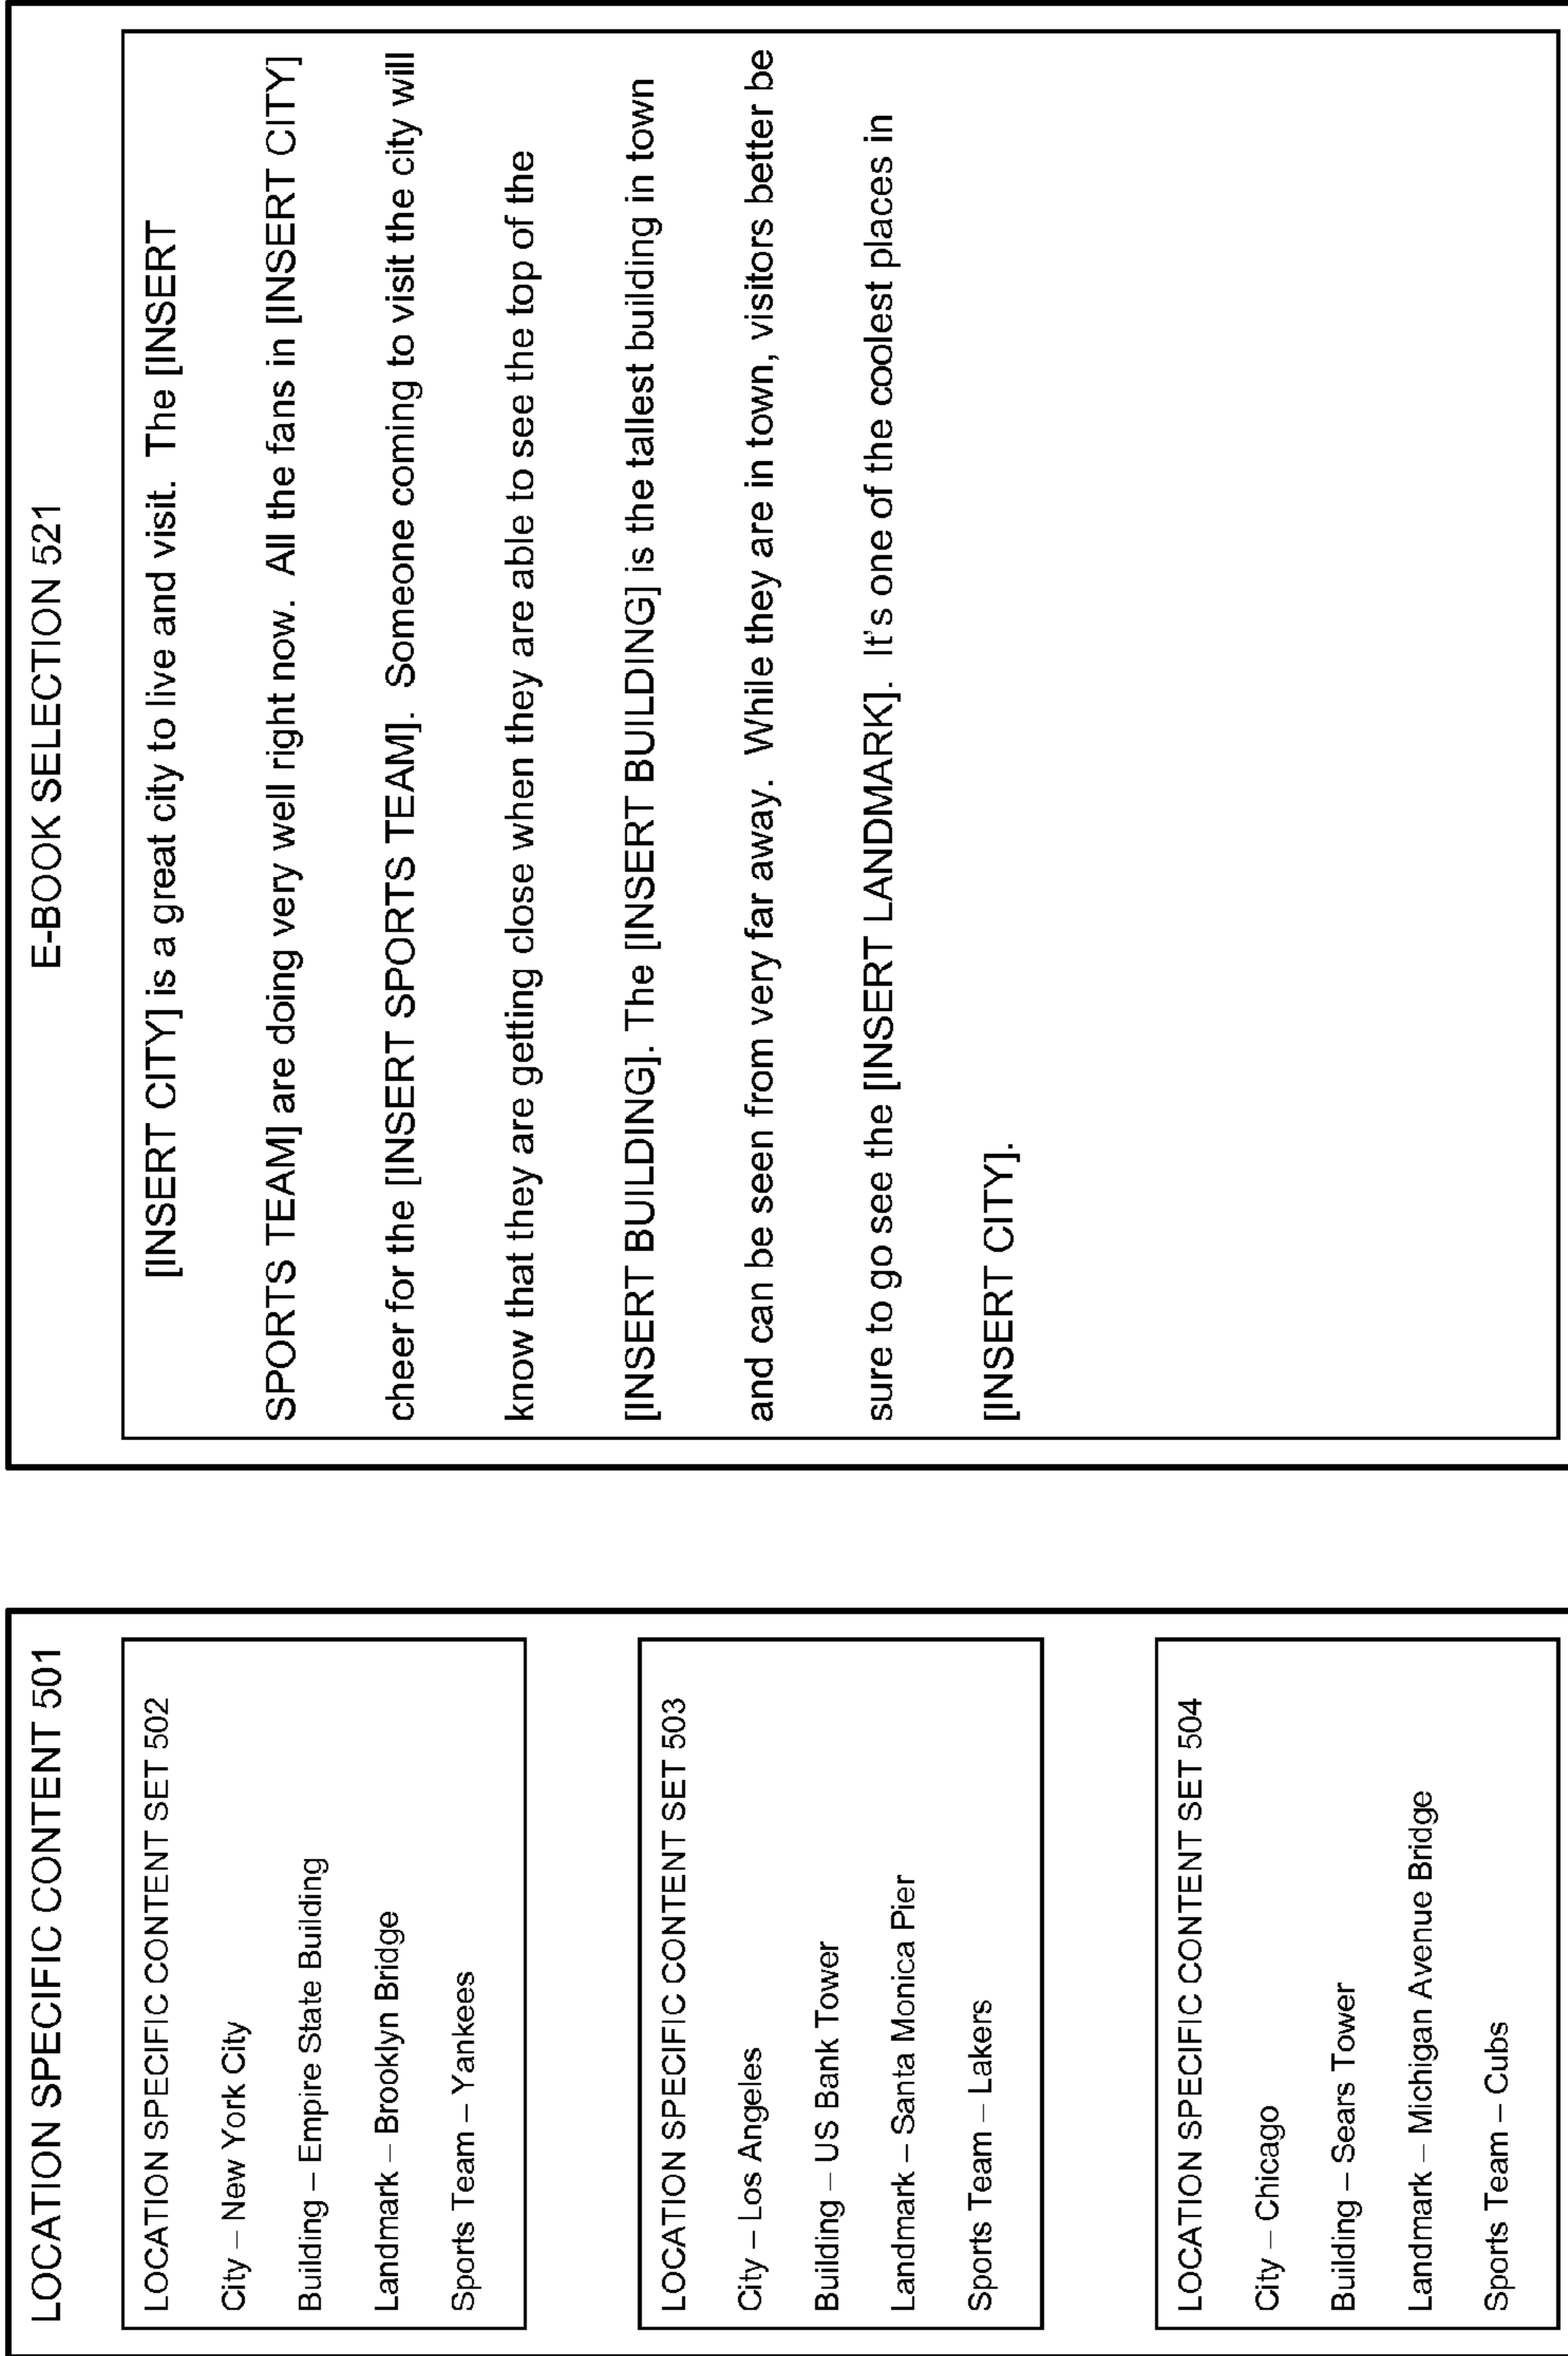 LOCATION SPECIFIC CONTENT 501
LOCATION SPECIFIC CONTENT SET 502
City – New York City
Building – Empire State Building
Landmark – Brooklyn Bridge
Sports Team – Yankees
LOCATION SPECIFIC CONTENT SET 503
City – Los Angeles
Building – US Bank Tower
Landmark – Santa Monica Pier
Sports Team – Lakers
LOCATION SPECIFIC CONTENT SET 504
City – Chicago
Building – Sears Tower
Landmark – Michigan Avenue Bridge
Sports Team – Cubs
E-BOOK SELECTION 521
[INSERT CITY] is a great city to live and visit. The [INSERT
SPORTS TEAM] are doing very well right now. All the fans in [INSERT CITY]
cheer for the [INSERT SPORTS TEAM]. Someone coming to visit the city will
know that they are getting close when they are able to see the top of the
[INSERT BUILDING]. The [INSERT BUILDING] is the tallest building in town
and can be seen from very far away. While they are in town, visitors better be
sure to go see the [INSERT LANDMARK]. It's one of the coolest places in
[INSERT CITY].